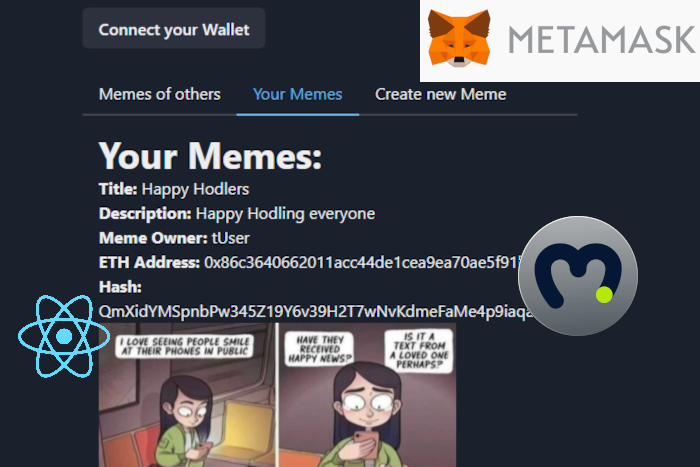 Connect your Wallet
METAMASK
Memes of others Your Memes Create new Meme
Your Memes:
Title: Happy Hodlers
Description: Happy Hodling everyone
Meme Owner: tUser
ETH Address: 0x86c3640662011acc44de1cea9ea70ae5f91
Hash:
QmXidYMSpnbPw345Z19Y6v39H2T7wNvKdmeFaMe4p9iaqa
I LOVE SEEING PEOPLE SMILE
AT THEIR PHONES IN PUBLIC
HAVE THEY
RECEIVED
HAPPY NEWS?
IS IT A
TEXT FROM
A LOVED ONE
PERHAPS?